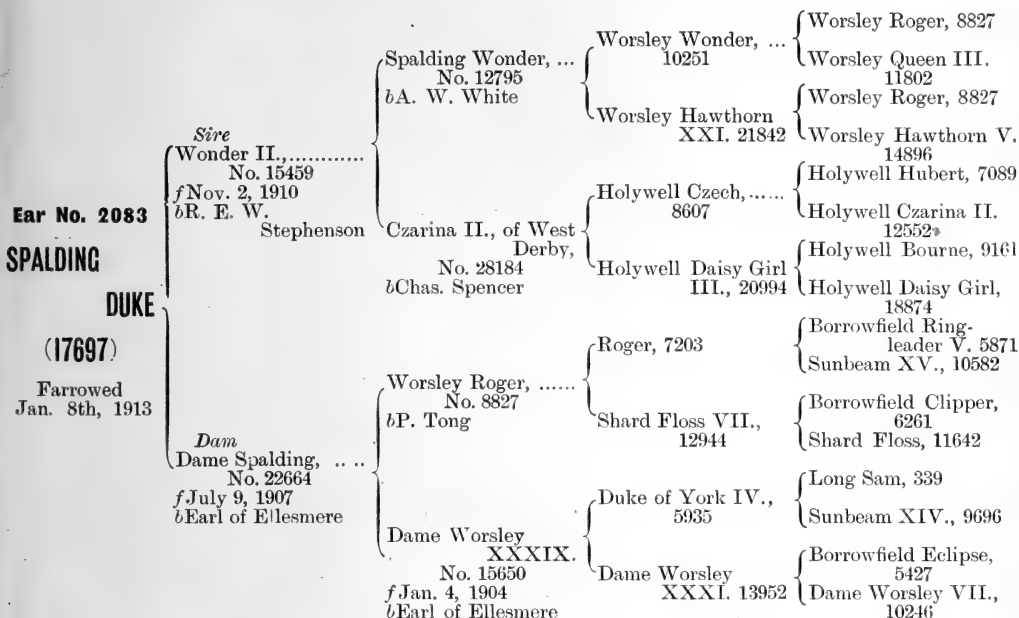 Ear No. 2083
SPALDING
DUKE
(17697)
Farrowed
Jan. 8th, 1913
Sire
Wonder II.,............
No. 15459
f Nov. 2, 1910
b R. E. W.
Stephenson
Dam
Dame Spalding, .. ..
No. 22664
f July 9, 1907
b Earl of Ellesmere
Spalding Wonder, ...
No. 12795
b A. W. White
Czarina II., of West
Derby,
No. 28184
b Chas. Spencer
Worsley Roger, ......
No. 8827
b P. Tong
Dame Worsley
XXXIX.
No. 15650
f Jan. 4, 1904
b Earl of Ellesmere
Worsley Wonder, ...
10251
Worsley Hawthorn
XXI. 21842
Holywell Czech,......
8607
Holywell Daisy Girl
III., 20994
Roger, 7203
Shard Floss VII.,
12944
Duke of York IV.,
5935
Dame Worsley
XXXI. 13952
Worsley Roger, 8827
Worsley Queen III.
11802
Worsley Roger, 8827
Worsley Hawthorn V.
14896
Holywell Hubert, 7089
Holywell Czarina II.
12552
Holywell Bourne, 9161
Holywell Daisy Girl,
18874
Borrowfield Ring-
leader V. 5871
Sunbeam XV., 10582
Borrowfield Clipper,
6261
Shard Floss, 11642
Long Sam, 339
Sunbeam XIV., 9696
Borrowfield Eclipse,
5427
Dame Worsley VII.,
10246